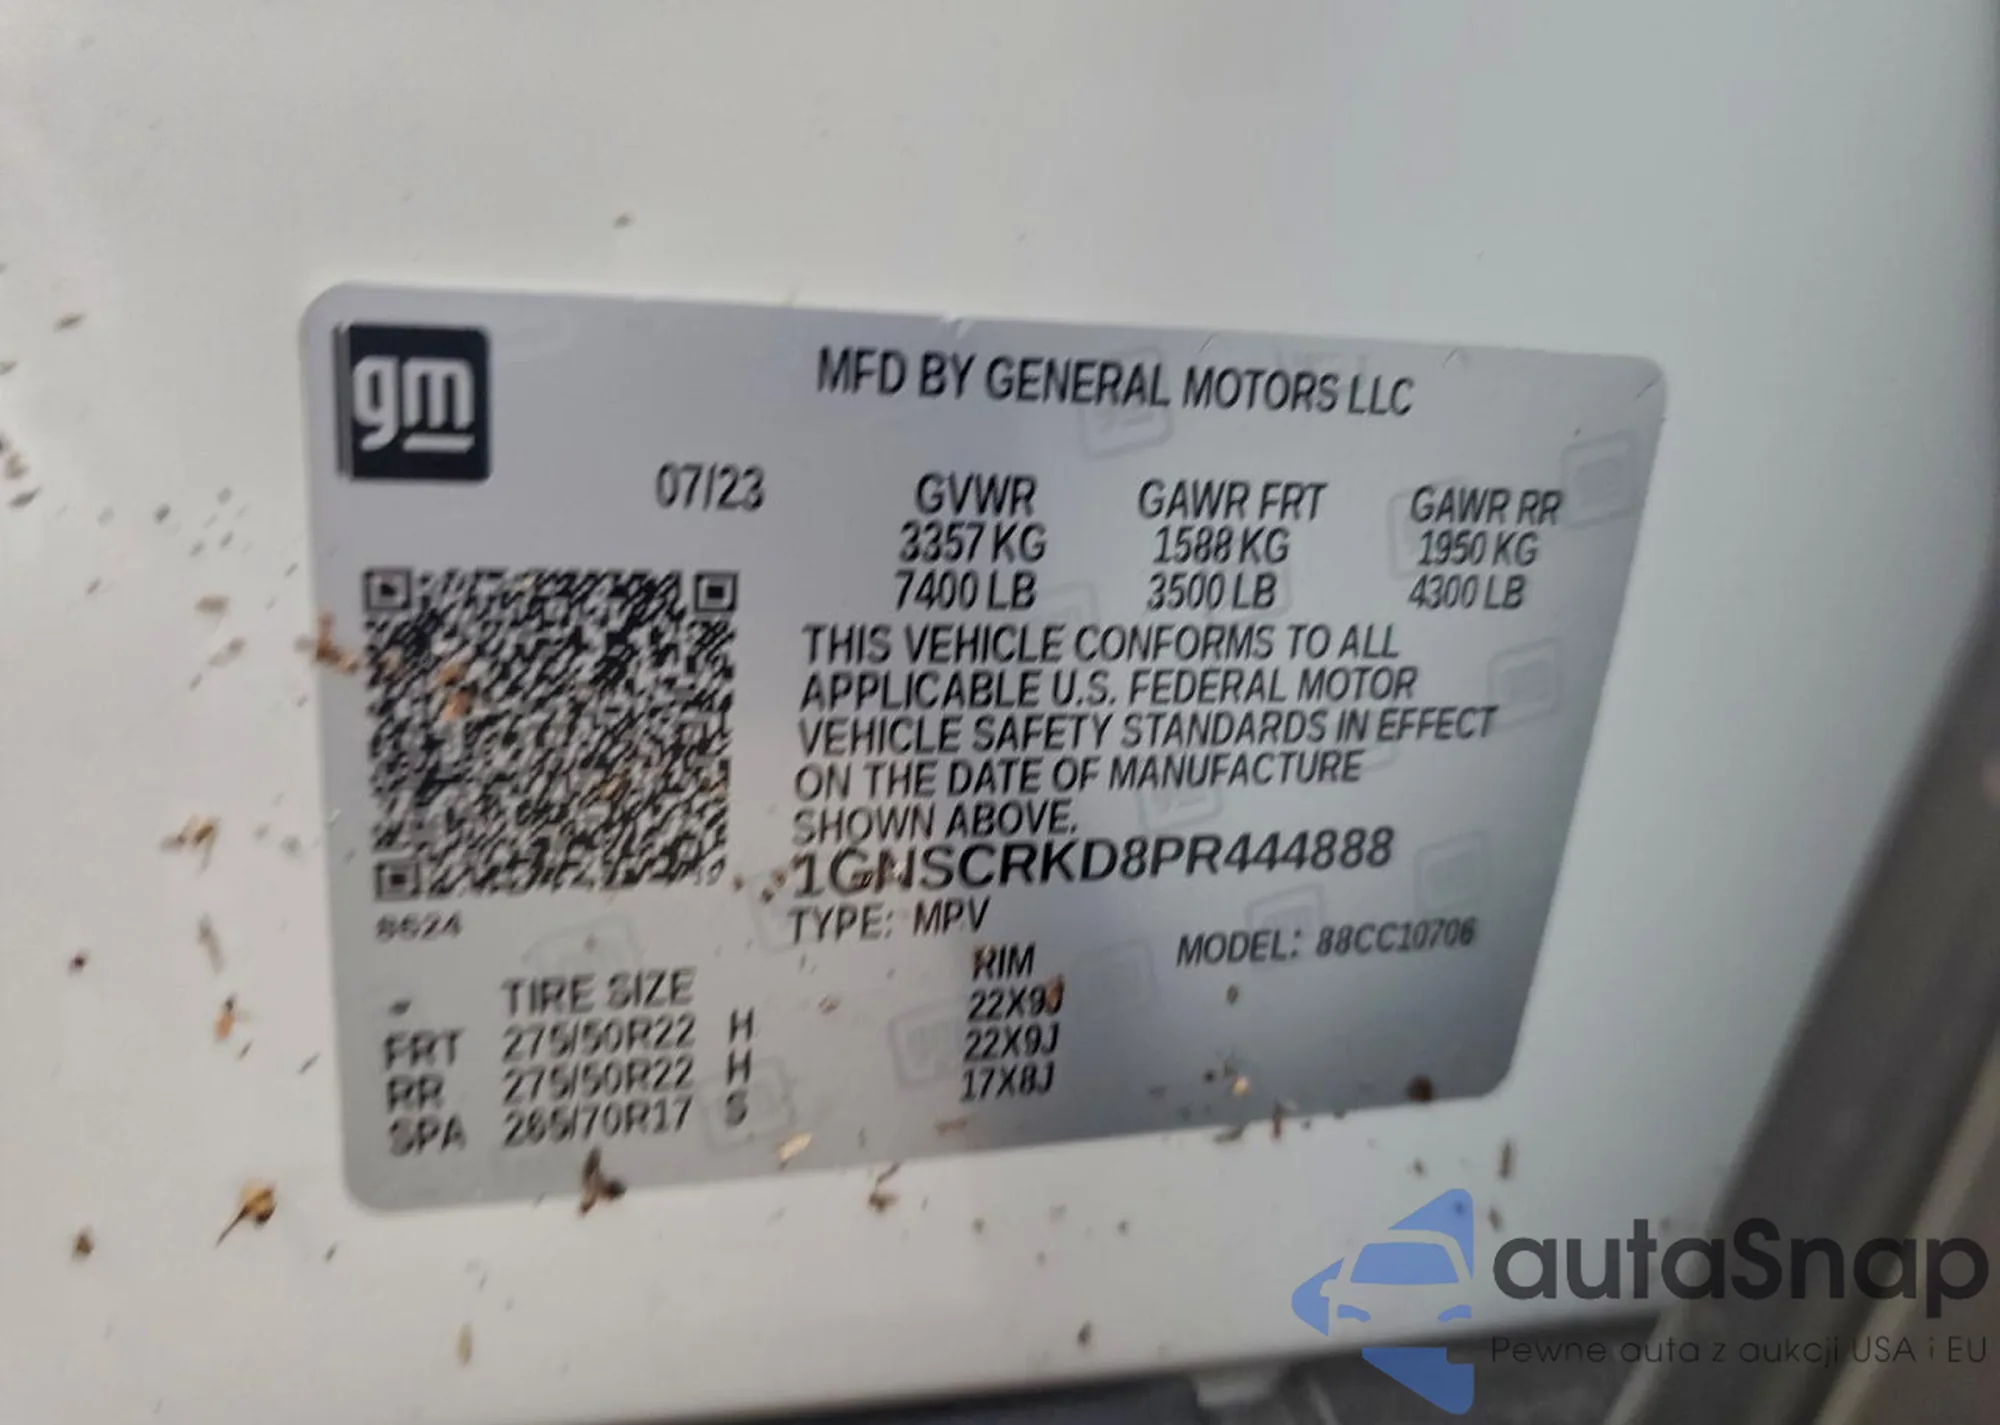 gm
MFD BY GENERAL MOTORS LLC
07/23
GVWR GAWR FRT GAWR RR
3357 KG 1588 KG 1950 KG
7400 LB 3500 LB 4300 LB
THIS VEHICLE CONFORMS TO ALL
APPLICABLE U.S. FEDERAL MOTOR
VEHICLE SAFETY STANDARDS IN EFFECT
ON THE DATE OF MANUFACTURE
SHOWN ABOVE.
1GNSCRKD8PR444888
8624
TYPE: MPV
MODEL: 88CC10706
TIRE SIZE RIM
FRT 275/50R22 H 22X9J
RR 275/50R22 H 22X9J
SPA 265/70R17 S 17X8J
autaSnap
Pewne auta z aukcji USA i EU